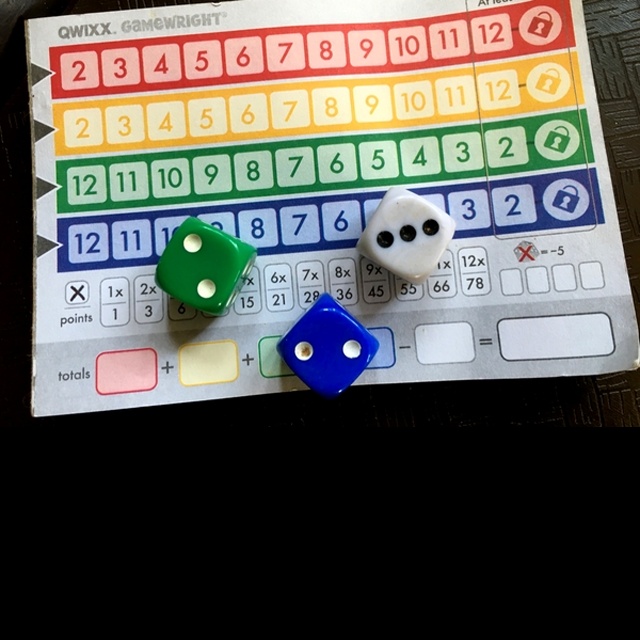 At leas
QWIXX. GAMEWRIGHT
2 3 4 5 6 7 8 9 10 11 12
2 3 4 5 6 7 8 9 10 11 12
12 11 10 9 8 7 6 5 4 3 2
12 11 8 7 6 3 2
X 1x 2x 6x 7x 8x 9x 12x = -5
points 1 3 6 15 21 28 36 45 55 66 78
totals + + - =